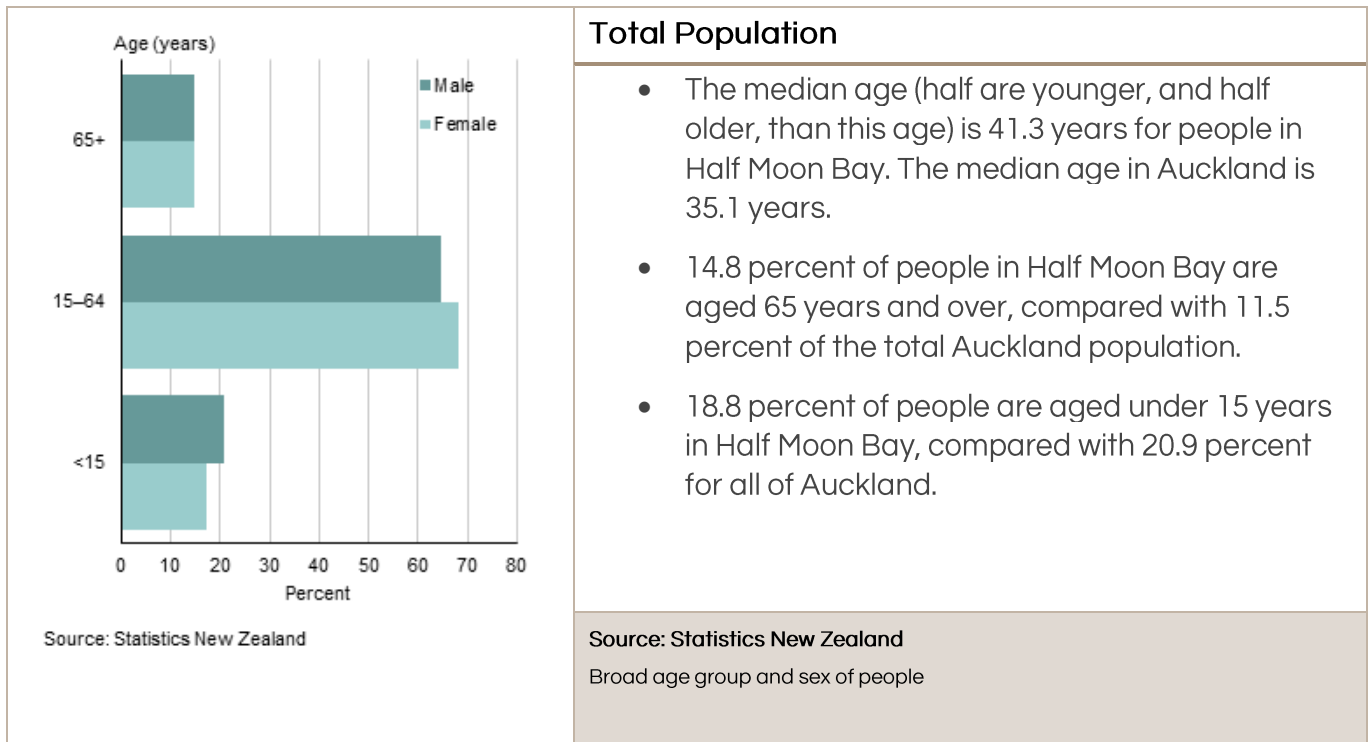 Age (years)
Male
Female
65+
15–64
<15
0 10 20 30 40 50 60 70 80
Percent
Source: Statistics New Zealand
Total Population
• The median age (half are younger, and half
older, than this age) is 41.3 years for people in
Half Moon Bay. The median age in Auckland is
35.1 years.
• 14.8 percent of people in Half Moon Bay are
aged 65 years and over, compared with 11.5
percent of the total Auckland population.
• 18.8 percent of people are aged under 15 years
in Half Moon Bay, compared with 20.9 percent
for all of Auckland.
Source: Statistics New Zealand
Broad age group and sex of people